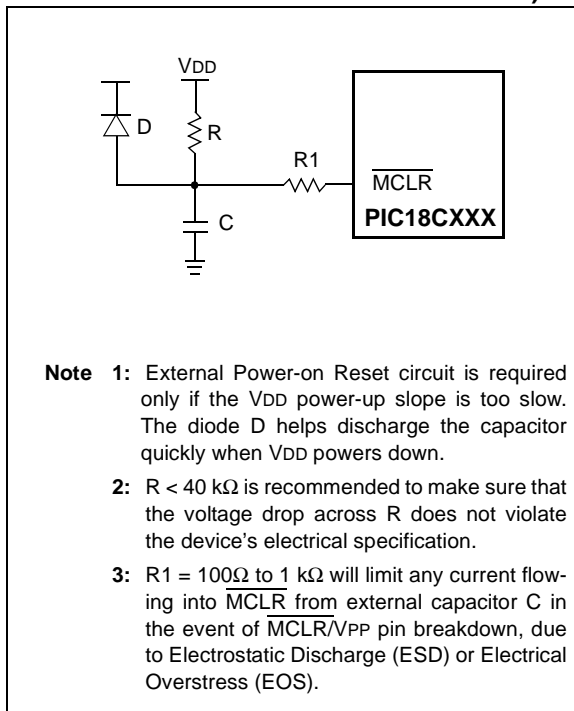 VDD
D
R
R1
MCLR
PIC18CXXX
C
Note 1: External Power-on Reset circuit is required
only if the VDD power-up slope is too slow.
The diode D helps discharge the capacitor
quickly when VDD powers down.
2: R < 40 kΩ is recommended to make sure that
the voltage drop across R does not violate
the device's electrical specification.
3: R1 = 100Ω to 1 kΩ will limit any current flow-
ing into MCLR from external capacitor C in
the event of MCLR/VPP pin breakdown, due
to Electrostatic Discharge (ESD) or Electrical
Overstress (EOS).